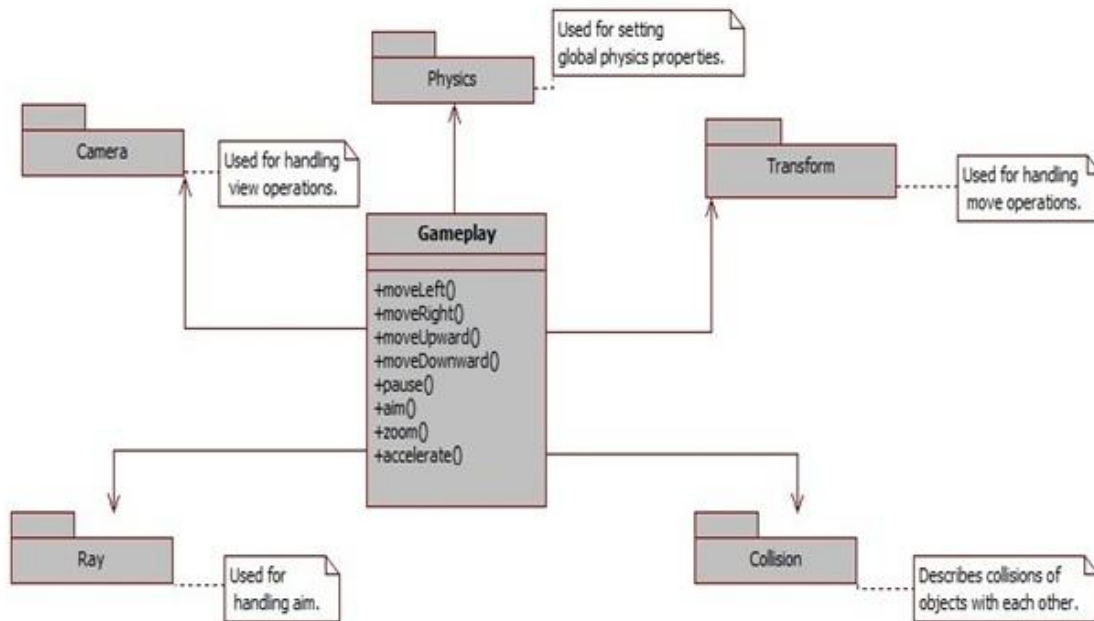 Used for setting
global physics properties.
Physics
Camera
Used for handling
view operations.
Transform
Used for handling
move operations.
Gameplay
+moveLeft()
+moveRight()
+moveUpward()
+moveDownward()
+pause()
+aim()
+zoom()
+accelerate()
Ray
Used for
handling aim.
Collision
Describes collisions of
objects with each other.